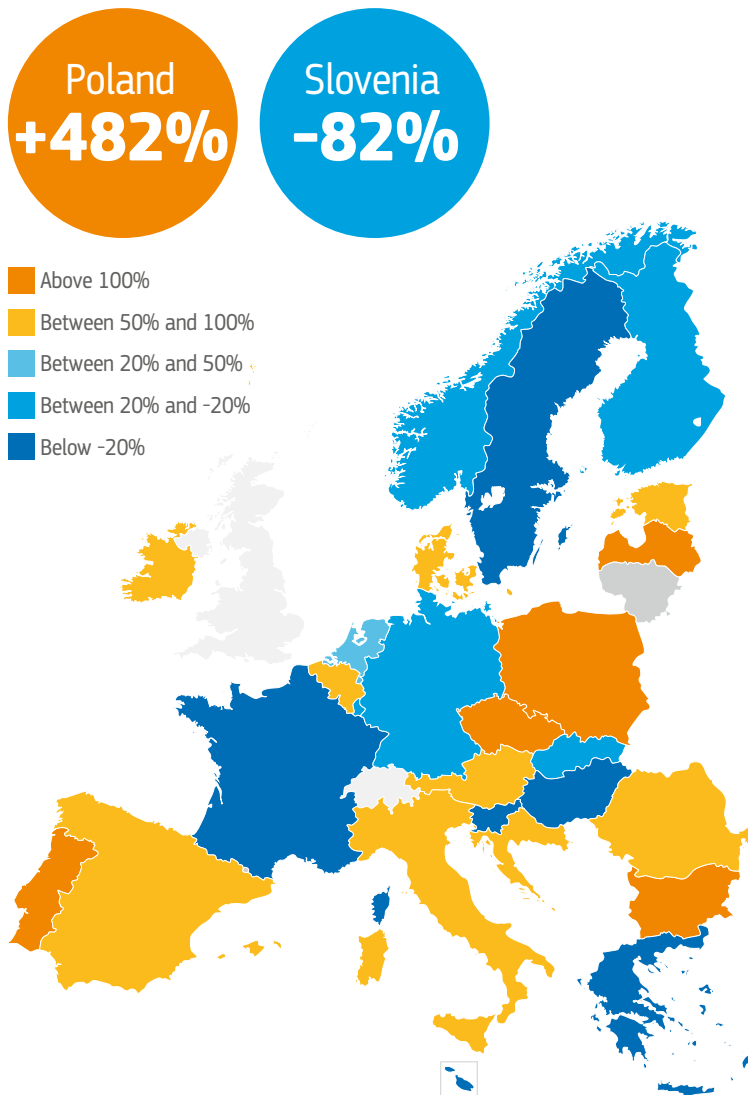 Poland
+482%
Slovenia
-82%
Above 100%
Between 50% and 100%
Between 20% and 50%
Between 20% and -20%
Below -20%